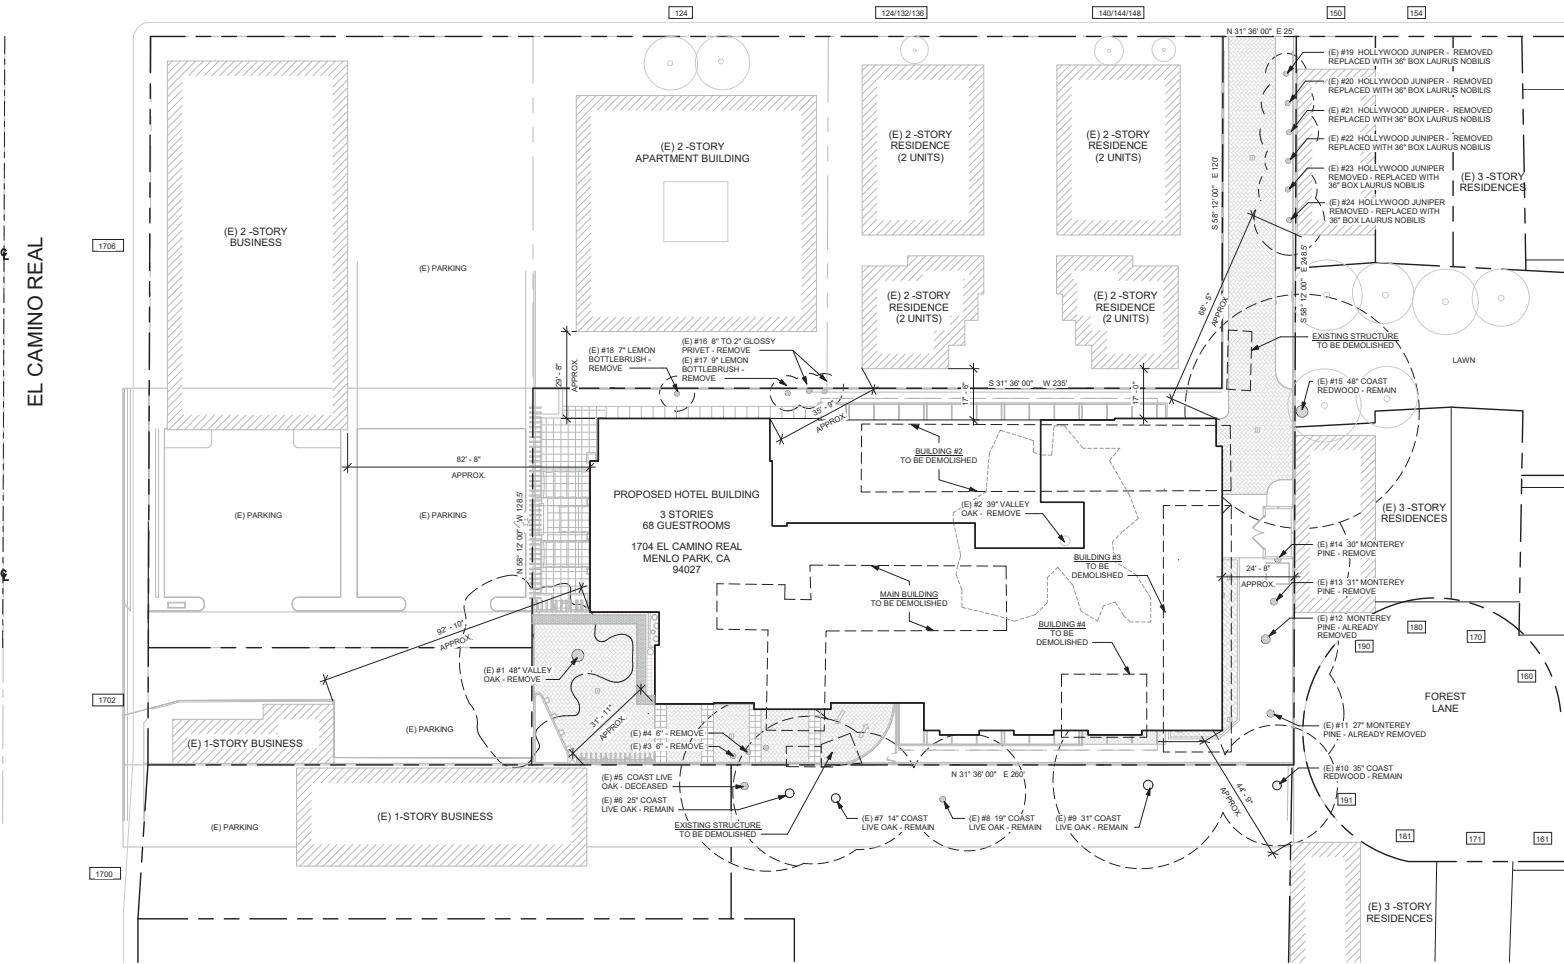 124
124/132/136
140/144/148
150
154
N 31° 36' 00" E 25'
(E) #19 HOLLYWOOD JUNIPER - REMOVED
REPLACED WITH 36" BOX LAURUS NOBILIS
(E) #20 HOLLYWOOD JUNIPER - REMOVED
REPLACED WITH 36" BOX LAURUS NOBILIS
(E) #21 HOLLYWOOD JUNIPER - REMOVED
REPLACED WITH 36" BOX LAURUS NOBILIS
(E) #22 HOLLYWOOD JUNIPER - REMOVED
REPLACED WITH 36" BOX LAURUS NOBILIS
(E) #23 HOLLYWOOD JUNIPER
REMOVED - REPLACED WITH
36" BOX LAURUS NOBILIS
(E) #24 HOLLYWOOD JUNIPER
REMOVED - REPLACED WITH
36" BOX LAURUS NOBILIS
(E) 3 -STORY
RESIDENCES
(E) 2 -STORY
APARTMENT BUILDING
(E) 2 -STORY
RESIDENCE
(2 UNITS)
(E) 2 -STORY
RESIDENCE
(2 UNITS)
S 58° 12' 00" E 120'
EL CAMINO REAL
1706
(E) 2 -STORY
BUSINESS
(E) PARKING
(E) 2 -STORY
RESIDENCE
(2 UNITS)
(E) 2 -STORY
RESIDENCE
(2 UNITS)
68' - 5"
APPROX.
S 58° 12' 00" E 248.5'
EXISTING STRUCTURE
TO BE DEMOLISHED
LAWN
(E) #18 7" LEMON
BOTTLEBRUSH -
REMOVE
(E) #16 8" TO 2" GLOSSY
PRIVET - REMOVE
(E) #17 9" LEMON
BOTTLEBRUSH -
REMOVE
29' - 8"
APPROX.
35' - 9"
APPROX.
17' - 6"
S 31° 36' 00" W 235'
17' - 0"
(E) #15 48" COAST
REDWOOD - REMAIN
82' - 8"
APPROX.
BUILDING #2
TO BE DEMOLISHED
(E) PARKING
(E) PARKING
N 58° 12' 00" W 128.5'
PROPOSED HOTEL BUILDING
3 STORIES
68 GUESTROOMS
1704 EL CAMINO REAL
MENLO PARK, CA
94027
(E) #2 39" VALLEY
OAK - REMOVE
(E) 3 -STORY
RESIDENCES
(E) #14 30" MONTEREY
PINE - REMOVE
BUILDING #3
TO BE
DEMOLISHED
24' - 8"
APPROX.
(E) #13 31" MONTEREY
PINE - REMOVE
MAIN BUILDING
TO BE DEMOLISHED
(E) #12 MONTEREY
PINE - ALREADY
REMOVED
BUILDING #4
TO BE
DEMOLISHED
92' - 10"
APPROX.
180
170
190
160
(E) #1 48" VALLEY
OAK - REMOVE
1702
31' - 11"
APPROX.
FOREST
LANE
(E) PARKING
(E) 1-STORY BUSINESS
(E) #4 6" - REMOVE
(E) #3 6" - REMOVE
(E) #11 27" MONTEREY
PINE - ALREADY REMOVED
(E) #5 COAST LIVE
OAK - DECEASED
(E) #6 25" COAST
LIVE OAK - REMAIN
N 31° 36' 00" E 260'
(E) #10 35" COAST
REDWOOD - REMAIN
44' - 9"
APPROX.
191
(E) PARKING
(E) 1-STORY BUSINESS
EXISTING STRUCTURE
TO BE DEMOLISHED
(E) #7 14" COAST
LIVE OAK - REMAIN
(E) #8 19" COAST
LIVE OAK - REMAIN
(E) #9 31" COAST
LIVE OAK - REMAIN
181
171
161
1700
(E) 3 -STORY
RESIDENCES